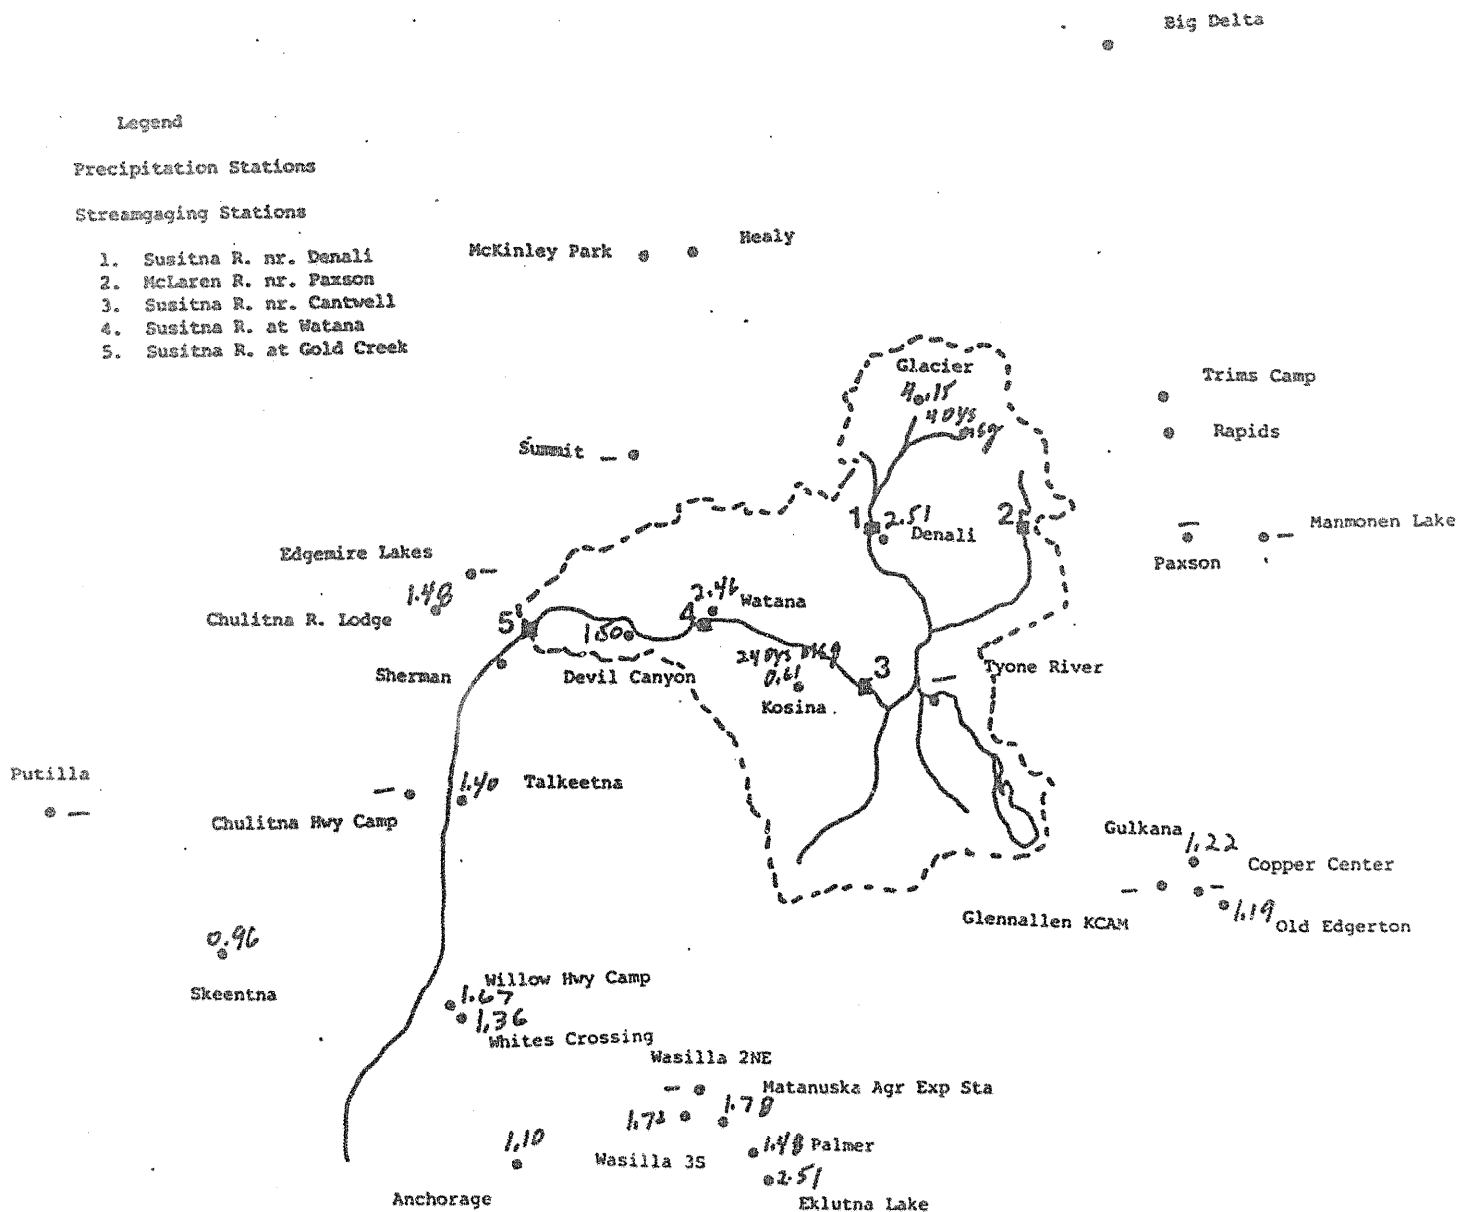 Big Delta
Legend
Precipitation Stations
Streamgaging Stations
1. Susitna R. nr. Denali
2. McLaren R. nr. Paxson
3. Susitna R. nr. Cantwell
4. Susitna R. at Watana
5. Susitna R. at Gold Creek
McKinley Park
Healy
Glacier
4.15
4 Dys
msg
Trims Camp
Rapids
Summit —
1
2.51
Denali
2
—
Paxson
— Manmonen Lake
Edgemire Lakes
—
1.48
Chulitna R. Lodge
5
1.50
Devil Canyon
2.46
Watana
4
24 Dys msg
0.61
Kosina
3
—
Tyone River
Sherman
Putilla
—
—
Chulitna Hwy Camp
1.40
Talkeetna
Gulkana
1.22
Copper Center
—
—
Glennallen KCAM
1.19
Old Edgerton
0.96
Skeentna
Willow Hwy Camp
1.67
1.36
Whites Crossing
Wasilla 2NE
—
Matanuska Agr Exp Sta
1.78
Wasilla 3S
1.48 Palmer
2.51
Eklutna Lake
1.10
Anchorage